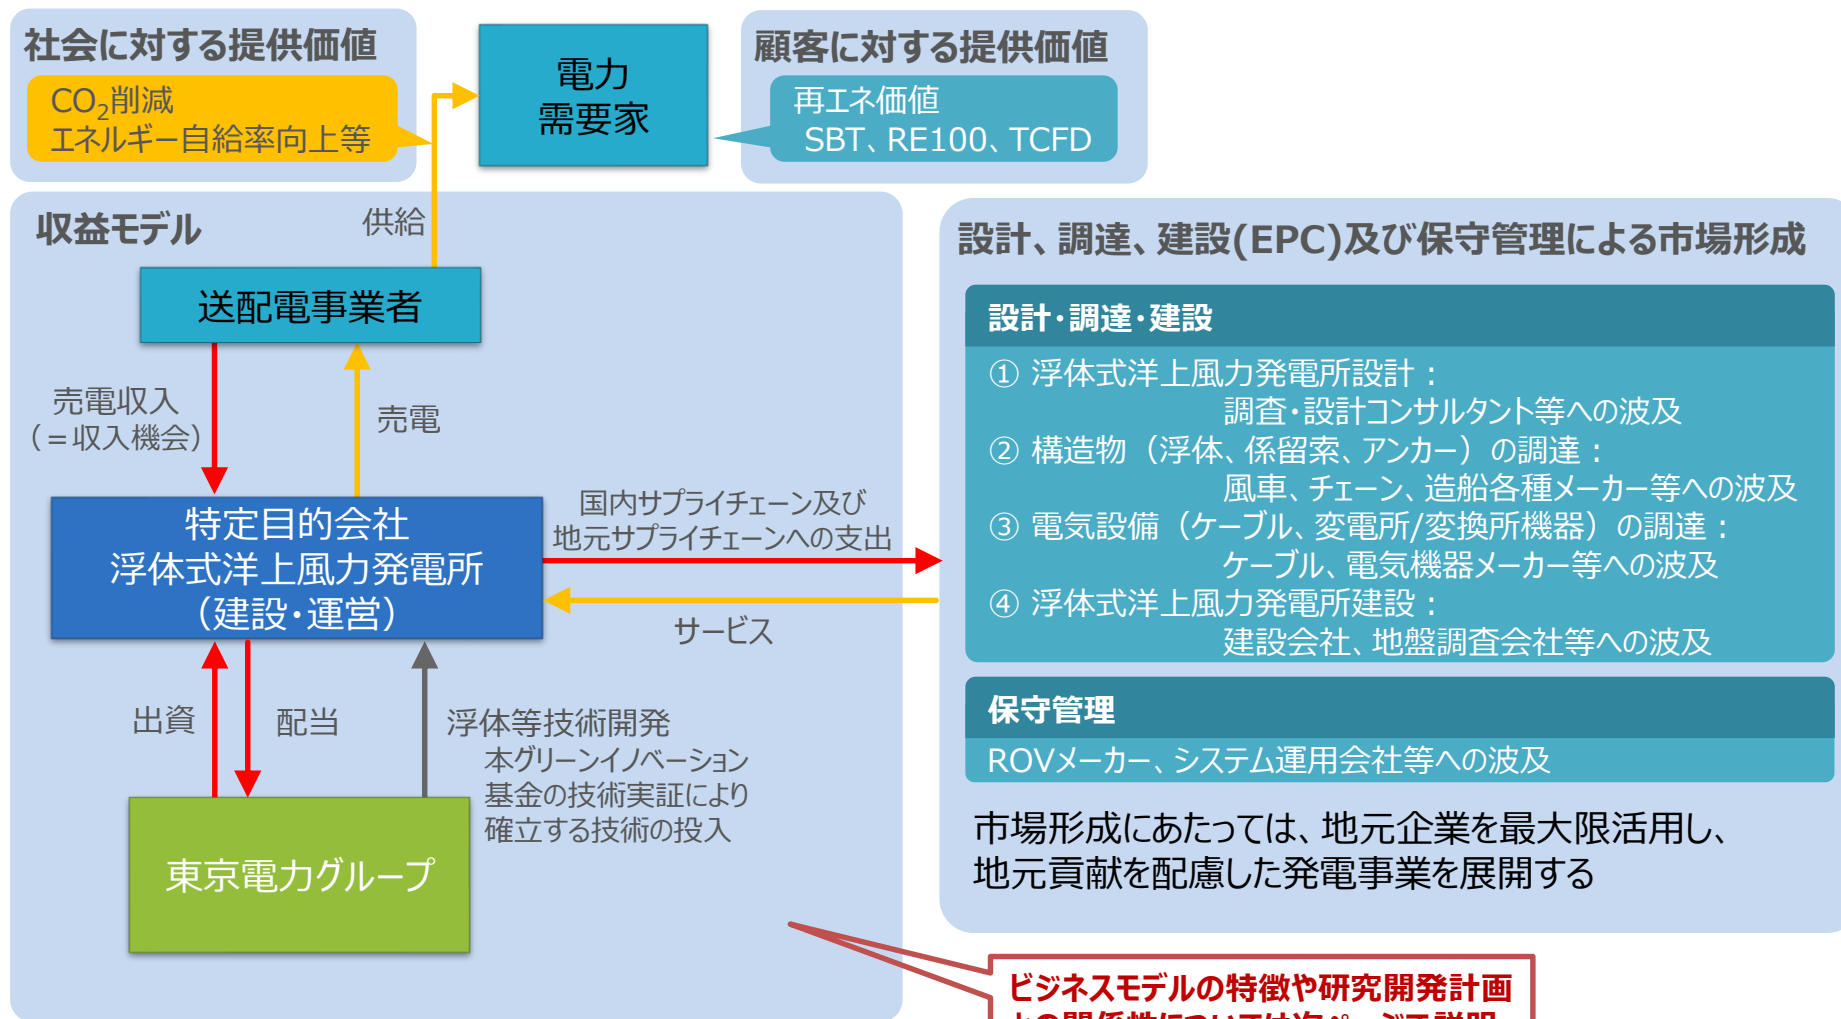 社会に対する提供価値
CO₂削減
エネルギー自給率向上等
電力
需要家
顧客に対する提供価値
再エネ価値
SBT、RE100、TCFD
収益モデル
供給
送配電事業者
売電収入
（＝収入機会）
売電
特定目的会社
浮体式洋上風力発電所
（建設・運営）
国内サプライチェーン及び
地元サプライチェーンへの支出
サービス
出資
配当
浮体等技術開発
本グリーンイノベーション
基金の技術実証により
確立する技術の投入
東京電力グループ
設計、調達、建設(EPC)及び保守管理による市場形成
設計・調達・建設
① 浮体式洋上風力発電所設計：
調査・設計コンサルタント等への波及
② 構造物（浮体、係留索、アンカー）の調達：
風車、チェーン、造船各種メーカー等への波及
③ 電気設備（ケーブル、変電所/変換所機器）の調達：
ケーブル、電気機器メーカー等への波及
④ 浮体式洋上風力発電所建設：
建設会社、地盤調査会社等への波及
保守管理
ROVメーカー、システム運用会社等への波及
市場形成にあたっては、地元企業を最大限活用し、
地元貢献を配慮した発電事業を展開する
ビジネスモデルの特徴や研究開発計画
との関係性については次ページで説明